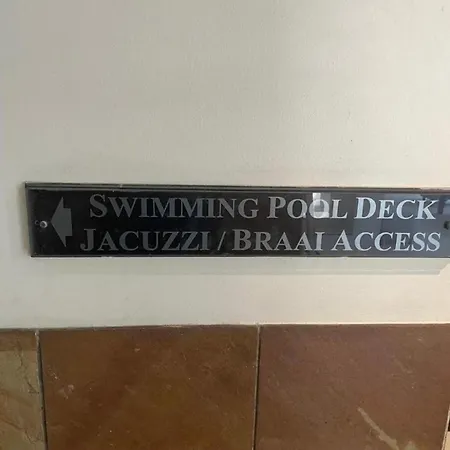 SWIMMING POOL DECK
JACUZZI / BRAAI ACCESS